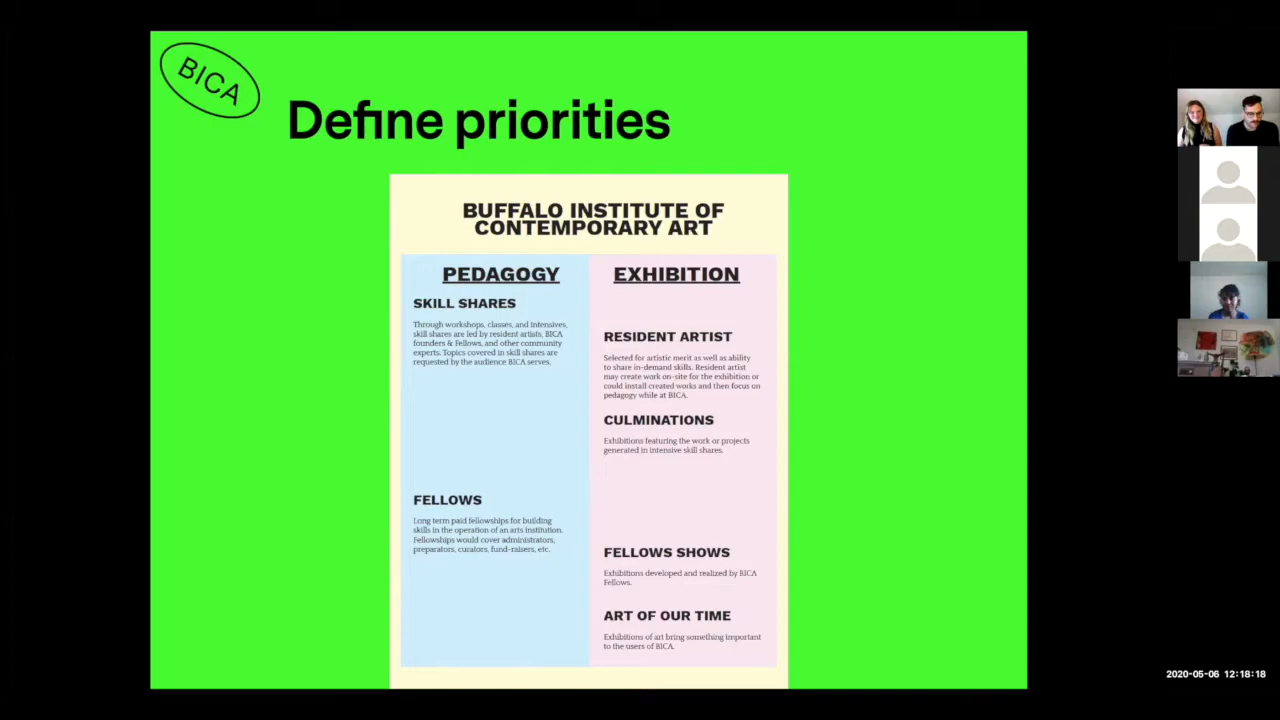 BICA
Define priorities
BUFFALO INSTITUTE OF
CONTEMPORARY ART
PEDAGOGY
SKILL SHARES
Through workshops, classes, and intensives,
skill shares are led by resident artists, BICA
founders & Fellows, and other community
experts. Topics covered in skill shares are
requested by the audience BICA serves.
FELLOWS
Long term paid fellowships for building
skills in the operation of an arts institution.
Fellowships would cover administrators,
preparators, curators, fund-raisers, etc.
EXHIBITION
RESIDENT ARTIST
Selected for artistic merit as well as ability
to share in-demand skills. Resident artist
may create work on-site for the exhibition or
could install created works and then focus on
pedagogy while at BICA.
CULMINATIONS
Exhibitions featuring the work or projects
generated in intensive skill shares.
FELLOWS SHOWS
Exhibitions developed and realized by BICA
Fellows.
ART OF OUR TIME
Exhibitions of art bring something important
to the users of BICA.
2020-05-06 12:18:18